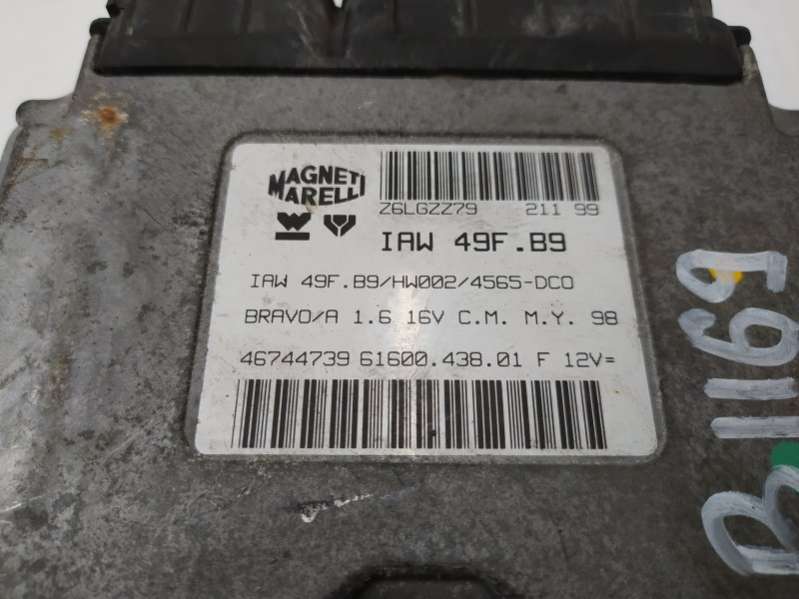 MAGNETI
MARELLI
Z6LGZZ79 211 99
IAW 49F.B9
IAW 49F.B9/HW002/4565-DCO
BRAVO/A 1.6 16V C.M. M.Y. 98
46744739 61600.438.01 F 12V=
B 1169